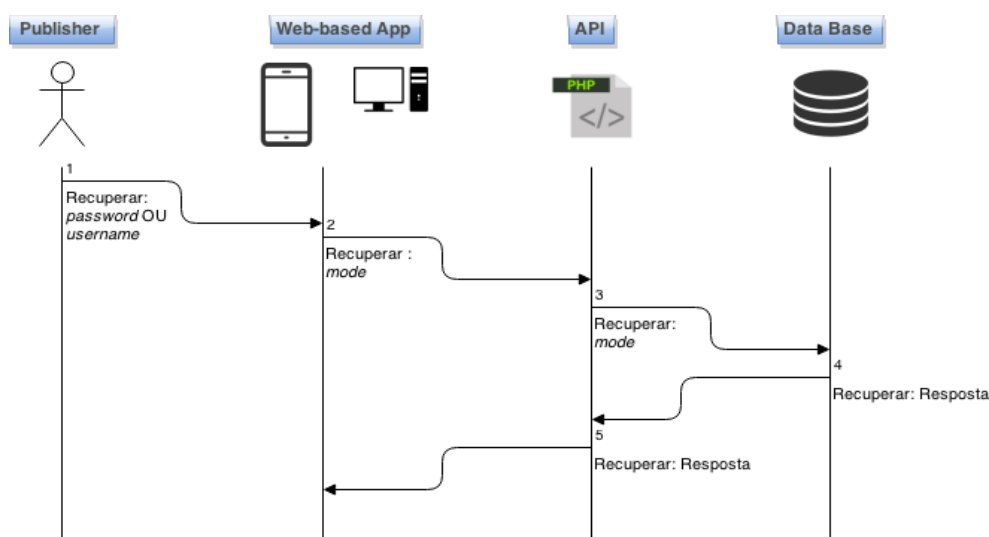 Publisher
Web-based App
API
Data Base
PHP
</>
1
Recuperar:
password OU
username
2
Recuperar :
mode
3
Recuperar:
mode
4
Recuperar: Resposta
5
Recuperar: Resposta